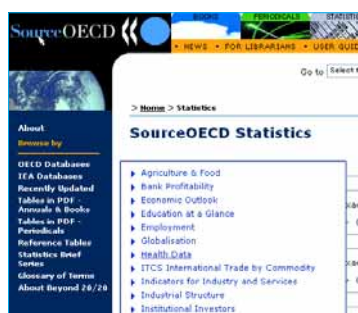 SourceOECD
BOOKS PERIODICALS STATISTI
• NEWS • FOR LIBRARIANS • USER GUID
Go to Select
> Home > Statistics
SourceOECD Statistics
About
Browse by
OECD Databases
IEA Databases
Recently Updated
Tables in PDF -
Annuals & Books
Tables in PDF -
Periodicals
Reference Tables
Statistics Brief
Series
Glossary of Terms
About Beyond 20/20
Agriculture & Food
Bank Profitability
Economic Outlook
Education at a Glance
Employment
Globalisation
Health Data
ITCS International Trade by Commodity
Indicators for Industry and Services
Industrial Structure
Institutional Investors